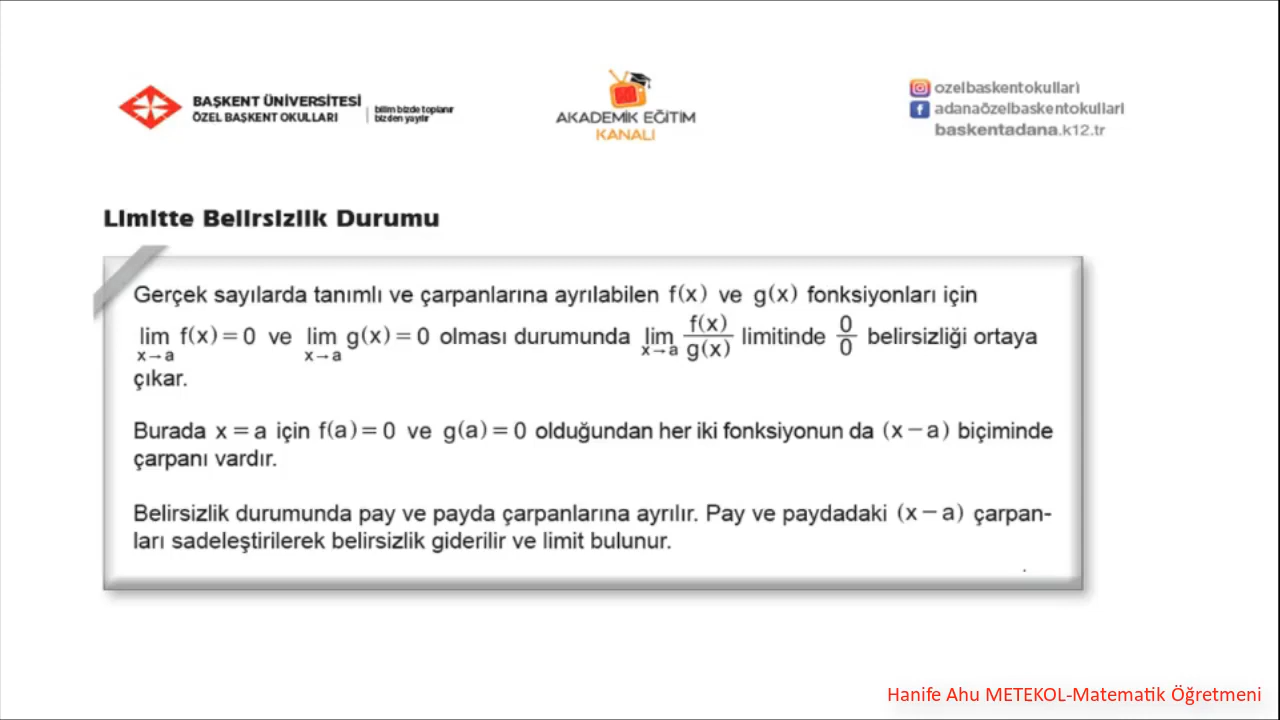 BAŞKENT ÜNİVERSİTESİ
ÖZEL BAŞKENT OKULLARI
bilim bizde toplanır
bizden yayılır
AKADEMİK EĞİTİM
KANALI
ozelbaskentokullari
adanaözelbaskentokullari
baskentadana.k12.tr
Limitte Belirsizlik Durumu
Gerçek sayılarda tanımlı ve çarpanlarına ayrılabilen f(x) ve g(x) fonksiyonları için
lim x→a f(x) = 0 ve lim x→a g(x) = 0 olması durumunda lim x→a f(x)/g(x) limitinde 0/0 belirsizliği ortaya
çıkar.
Burada x = a için f(a) = 0 ve g(a) = 0 olduğundan her iki fonksiyonun da (x − a) biçiminde
çarpanı vardır.
Belirsizlik durumunda pay ve payda çarpanlarına ayrılır. Pay ve paydadaki (x − a) çarpan-
ları sadeleştirilerek belirsizlik giderilir ve limit bulunur.
Hanife Ahu METEKOL-Matematik Öğretmeni